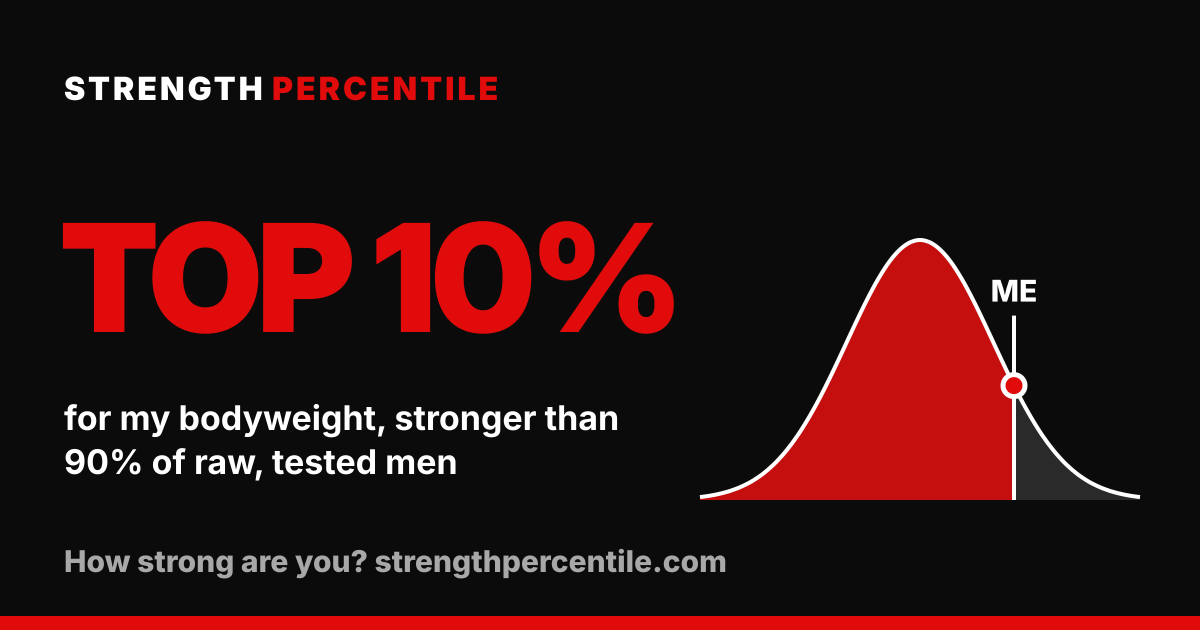 STRENGTH PERCENTILE
TOP 10%
ME
for my bodyweight, stronger than
90% of raw, tested men
How strong are you? strengthpercentile.com